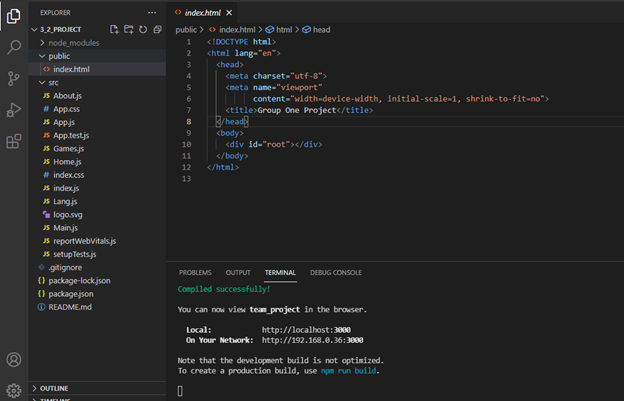 EXPLORER
3_2_PROJECT
node_modules
public
index.html
src
About.js
App.css
App.js
App.test.js
Games.js
Home.js
index.css
index.js
Lang.js
logo.svg
Main.js
reportWebVitals.js
setupTests.js
.gitignore
package-lock.json
package.json
README.md
OUTLINE
TIMELINE
index.html
public > index.html > html > head
1 <!DOCTYPE html>
2 <html lang="en">
3 <head>
4 <meta charset="utf-8">
5 <meta name="viewport"
6 content="width=device-width, initial-scale=1, shrink-to-fit=no">
7 <title>Group One Project</title>
8 </head>
9 <body>
10 <div id="root"></div>
11 </body>
12 </html>
13
PROBLEMS OUTPUT TERMINAL DEBUG CONSOLE
Compiled successfully!
You can now view team_project in the browser.
Local: http://localhost:3000
On Your Network: http://192.168.0.36:3000
Note that the development build is not optimized.
To create a production build, use npm run build.